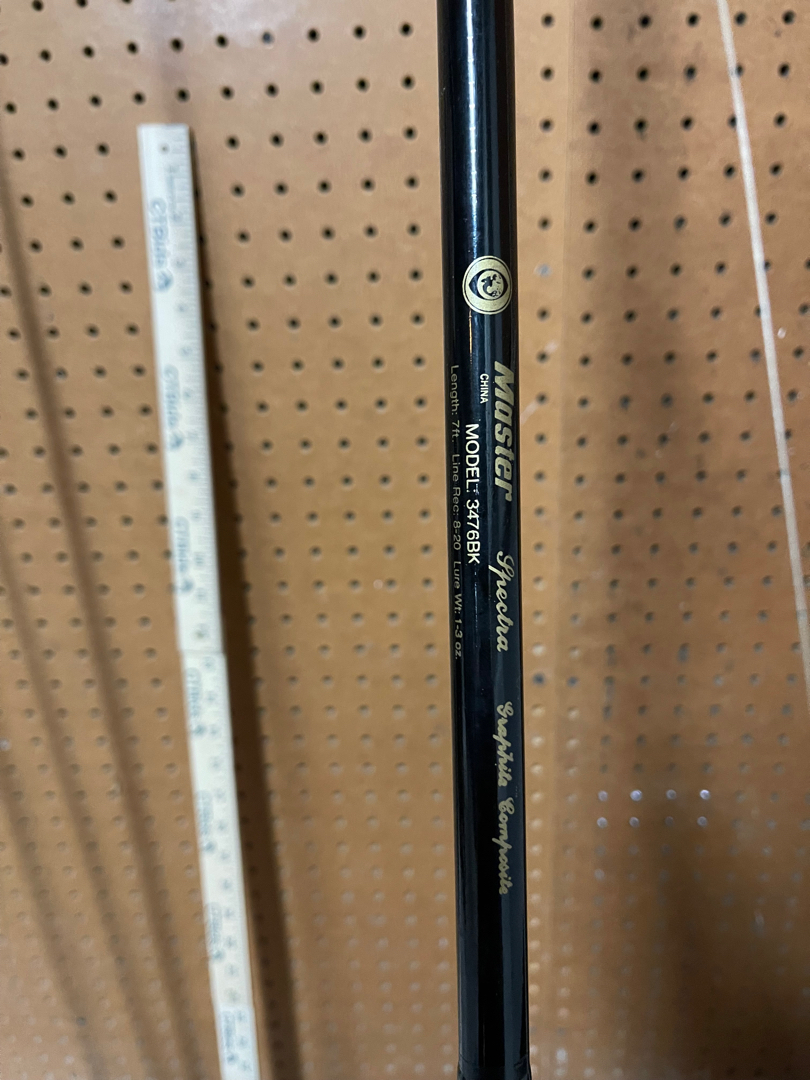 Master Spectra Graphite Composite
CHINA
MODEL: 3476BK
Length: 7ft. Line Rec: 8-20 Lure Wt: 1-3 oz.